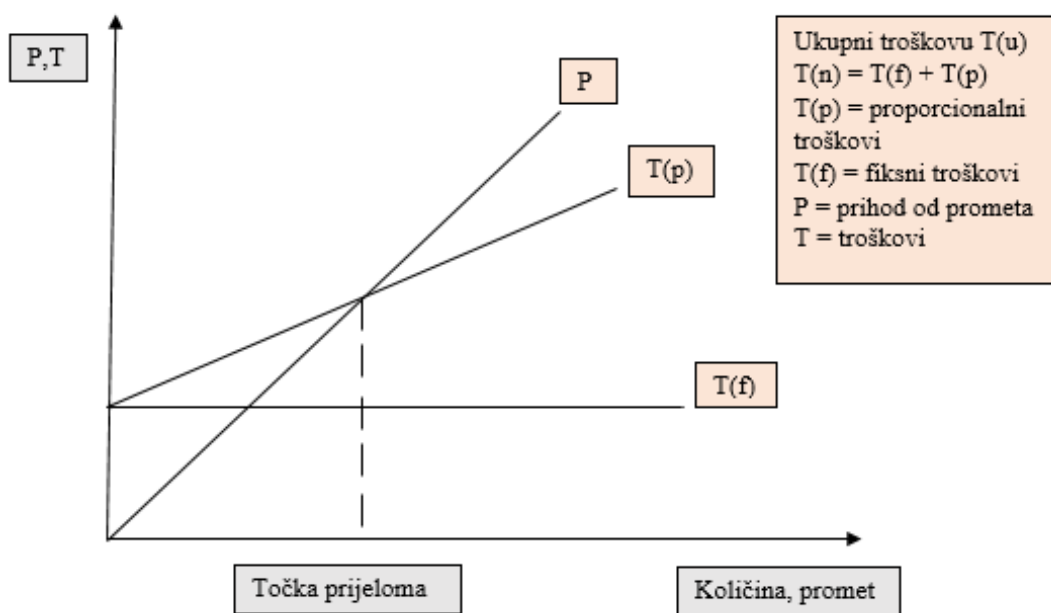 P,T
P
T(p)
T(f)
Ukupni troškovu T(u)
T(n) = T(f) + T(p)
T(p) = proporcionalni
troškovi
T(f) = fiksni troškovi
P = prihod od prometa
T = troškovi
Točka prijeloma
Količina, promet